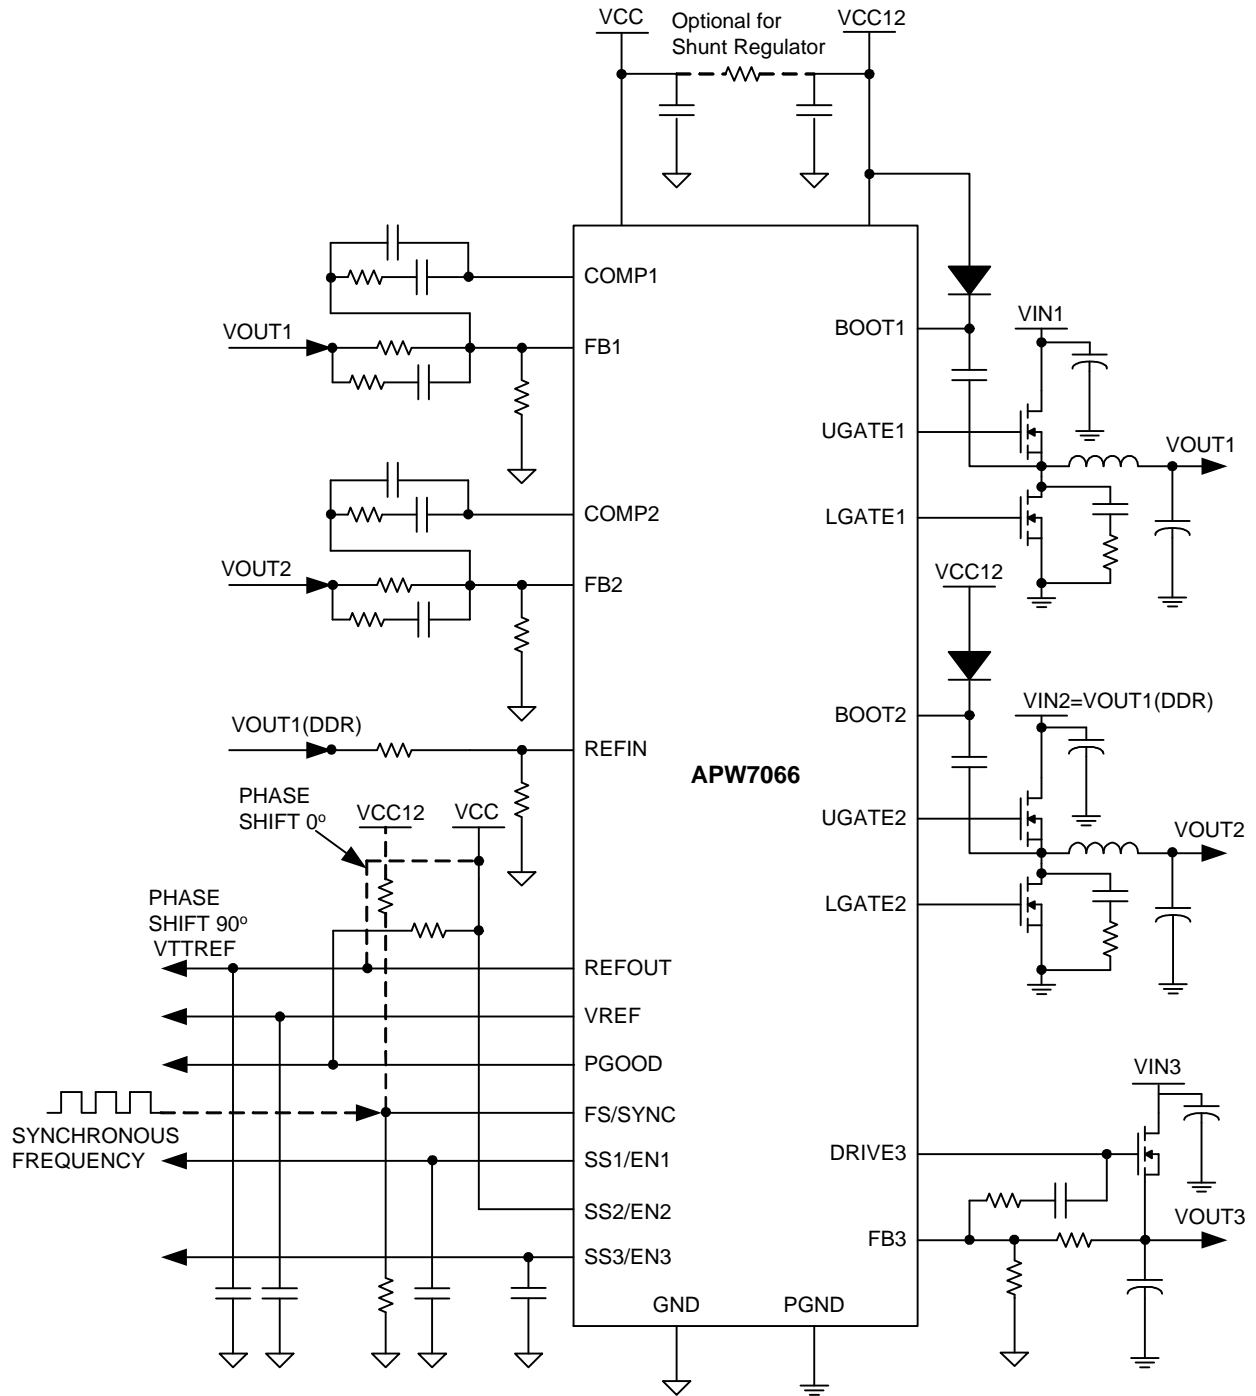 VCC
Optional for
Shunt Regulator
VCC12
COMP1
VOUT1
FB1
BOOT1
VIN1
UGATE1
VOUT1
LGATE1
COMP2
VOUT2
FB2
VCC12
BOOT2
VIN2=VOUT1(DDR)
VOUT1(DDR)
REFIN
APW7066
PHASE
SHIFT 0º
VCC12
VCC
UGATE2
VOUT2
LGATE2
PHASE
SHIFT 90º
VTTREF
REFOUT
VREF
PGOOD
FS/SYNC
SYNCHRONOUS
FREQUENCY
SS1/EN1
SS2/EN2
SS3/EN3
VIN3
DRIVE3
VOUT3
FB3
GND
PGND